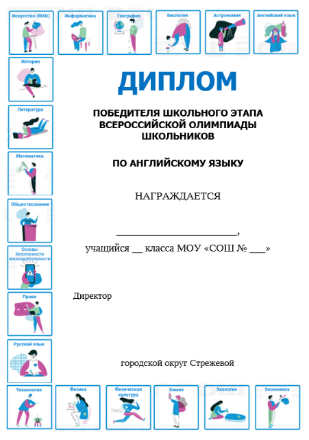 Искусство (МХК) Информатика География Биология Астрономия Английский язык
История
Литература
Математика
Обществознание
Основы
безопасности
жизнедеятельности
Право
Русский язык
Технология Физика Физическая культура Химия Экология Экономика
ДИПЛОМ
ПОБЕДИТЕЛЯ ШКОЛЬНОГО ЭТАПА
ВСЕРОССИЙСКОЙ ОЛИМПИАДЫ
ШКОЛЬНИКОВ
ПО АНГЛИЙСКОМУ ЯЗЫКУ
НАГРАЖДАЕТСЯ
_________________________,
учащийся __ класса МОУ «СОШ № ___»
Директор
городской округ Стрежевой